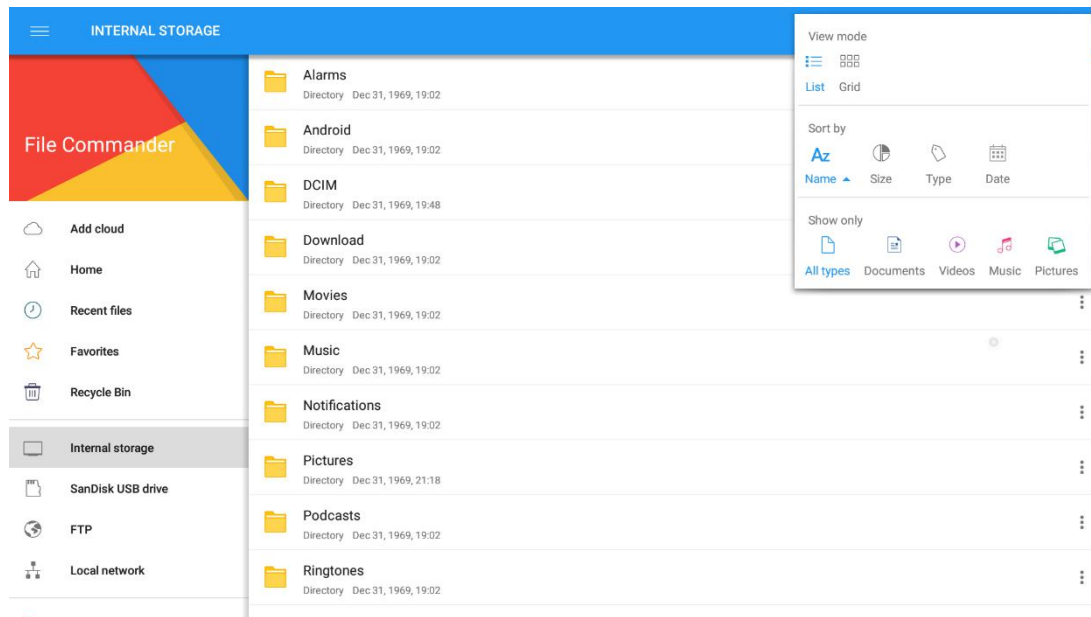 INTERNAL STORAGE
File Commander
Add cloud
Home
Recent files
Favorites
Recycle Bin
Internal storage
SanDisk USB drive
FTP
Local network
Alarms
Directory Dec 31, 1969, 19:02
Android
Directory Dec 31, 1969, 19:02
DCIM
Directory Dec 31, 1969, 19:48
Download
Directory Dec 31, 1969, 19:02
Movies
Directory Dec 31, 1969, 19:02
Music
Directory Dec 31, 1969, 19:02
Notifications
Directory Dec 31, 1969, 19:02
Pictures
Directory Dec 31, 1969, 21:18
Podcasts
Directory Dec 31, 1969, 19:02
Ringtones
Directory Dec 31, 1969, 19:02
View mode
List Grid
Sort by
Az
Name Size Type Date
Show only
All types Documents Videos Music Pictures